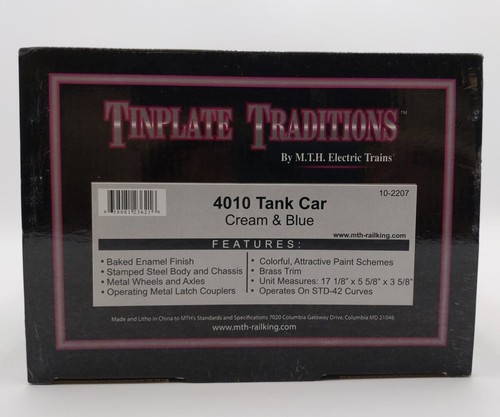 TINPLATE TRADITIONS™
By M.T.H. Electric Trains
10-2207
4010 Tank Car
Cream & Blue
www.mth-railking.com
FEATURES:
• Baked Enamel Finish
• Stamped Steel Body and Chassis
• Metal Wheels and Axles
• Operating Metal Latch Couplers
• Colorful, Attractive Paint Schemes
• Brass Trim
• Unit Measures: 17 1/8" x 5 5/8" x 3 5/8"
• Operates On STD-42 Curves
Made and Litho in China to MTH's Standards and Specifications 7020 Columbia Gateway Drive, Columbia MD 21046
www.mth-railking.com